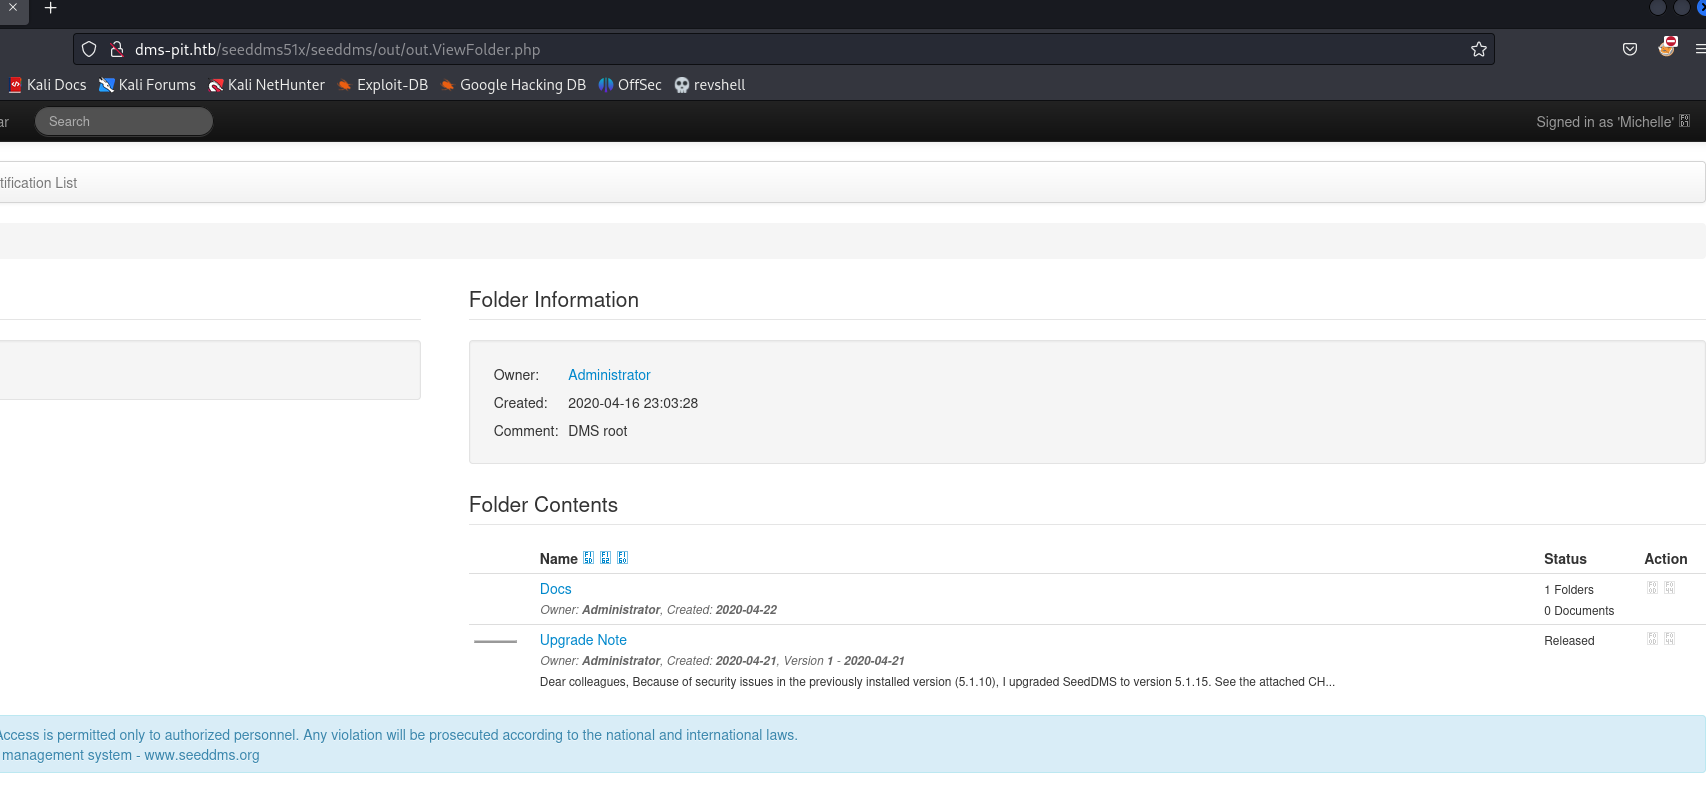 dms-pit.htb/seeddms51x/seeddms/out/out.ViewFolder.php
Kali Docs Kali Forums Kali NetHunter Exploit-DB Google Hacking DB OffSec revshell
ar Search Signed in as 'Michelle'
tification List
Folder Information
Owner: Administrator
Created: 2020-04-16 23:03:28
Comment: DMS root
Folder Contents
Name Status Action
Docs 1 Folders
Owner: Administrator, Created: 2020-04-22 0 Documents
Upgrade Note Released
Owner: Administrator, Created: 2020-04-21, Version 1 - 2020-04-21
Dear colleagues, Because of security issues in the previously installed version (5.1.10), I upgraded SeedDMS to version 5.1.15. See the attached CH...
Access is permitted only to authorized personnel. Any violation will be prosecuted according to the national and international laws.
management system - www.seeddms.org